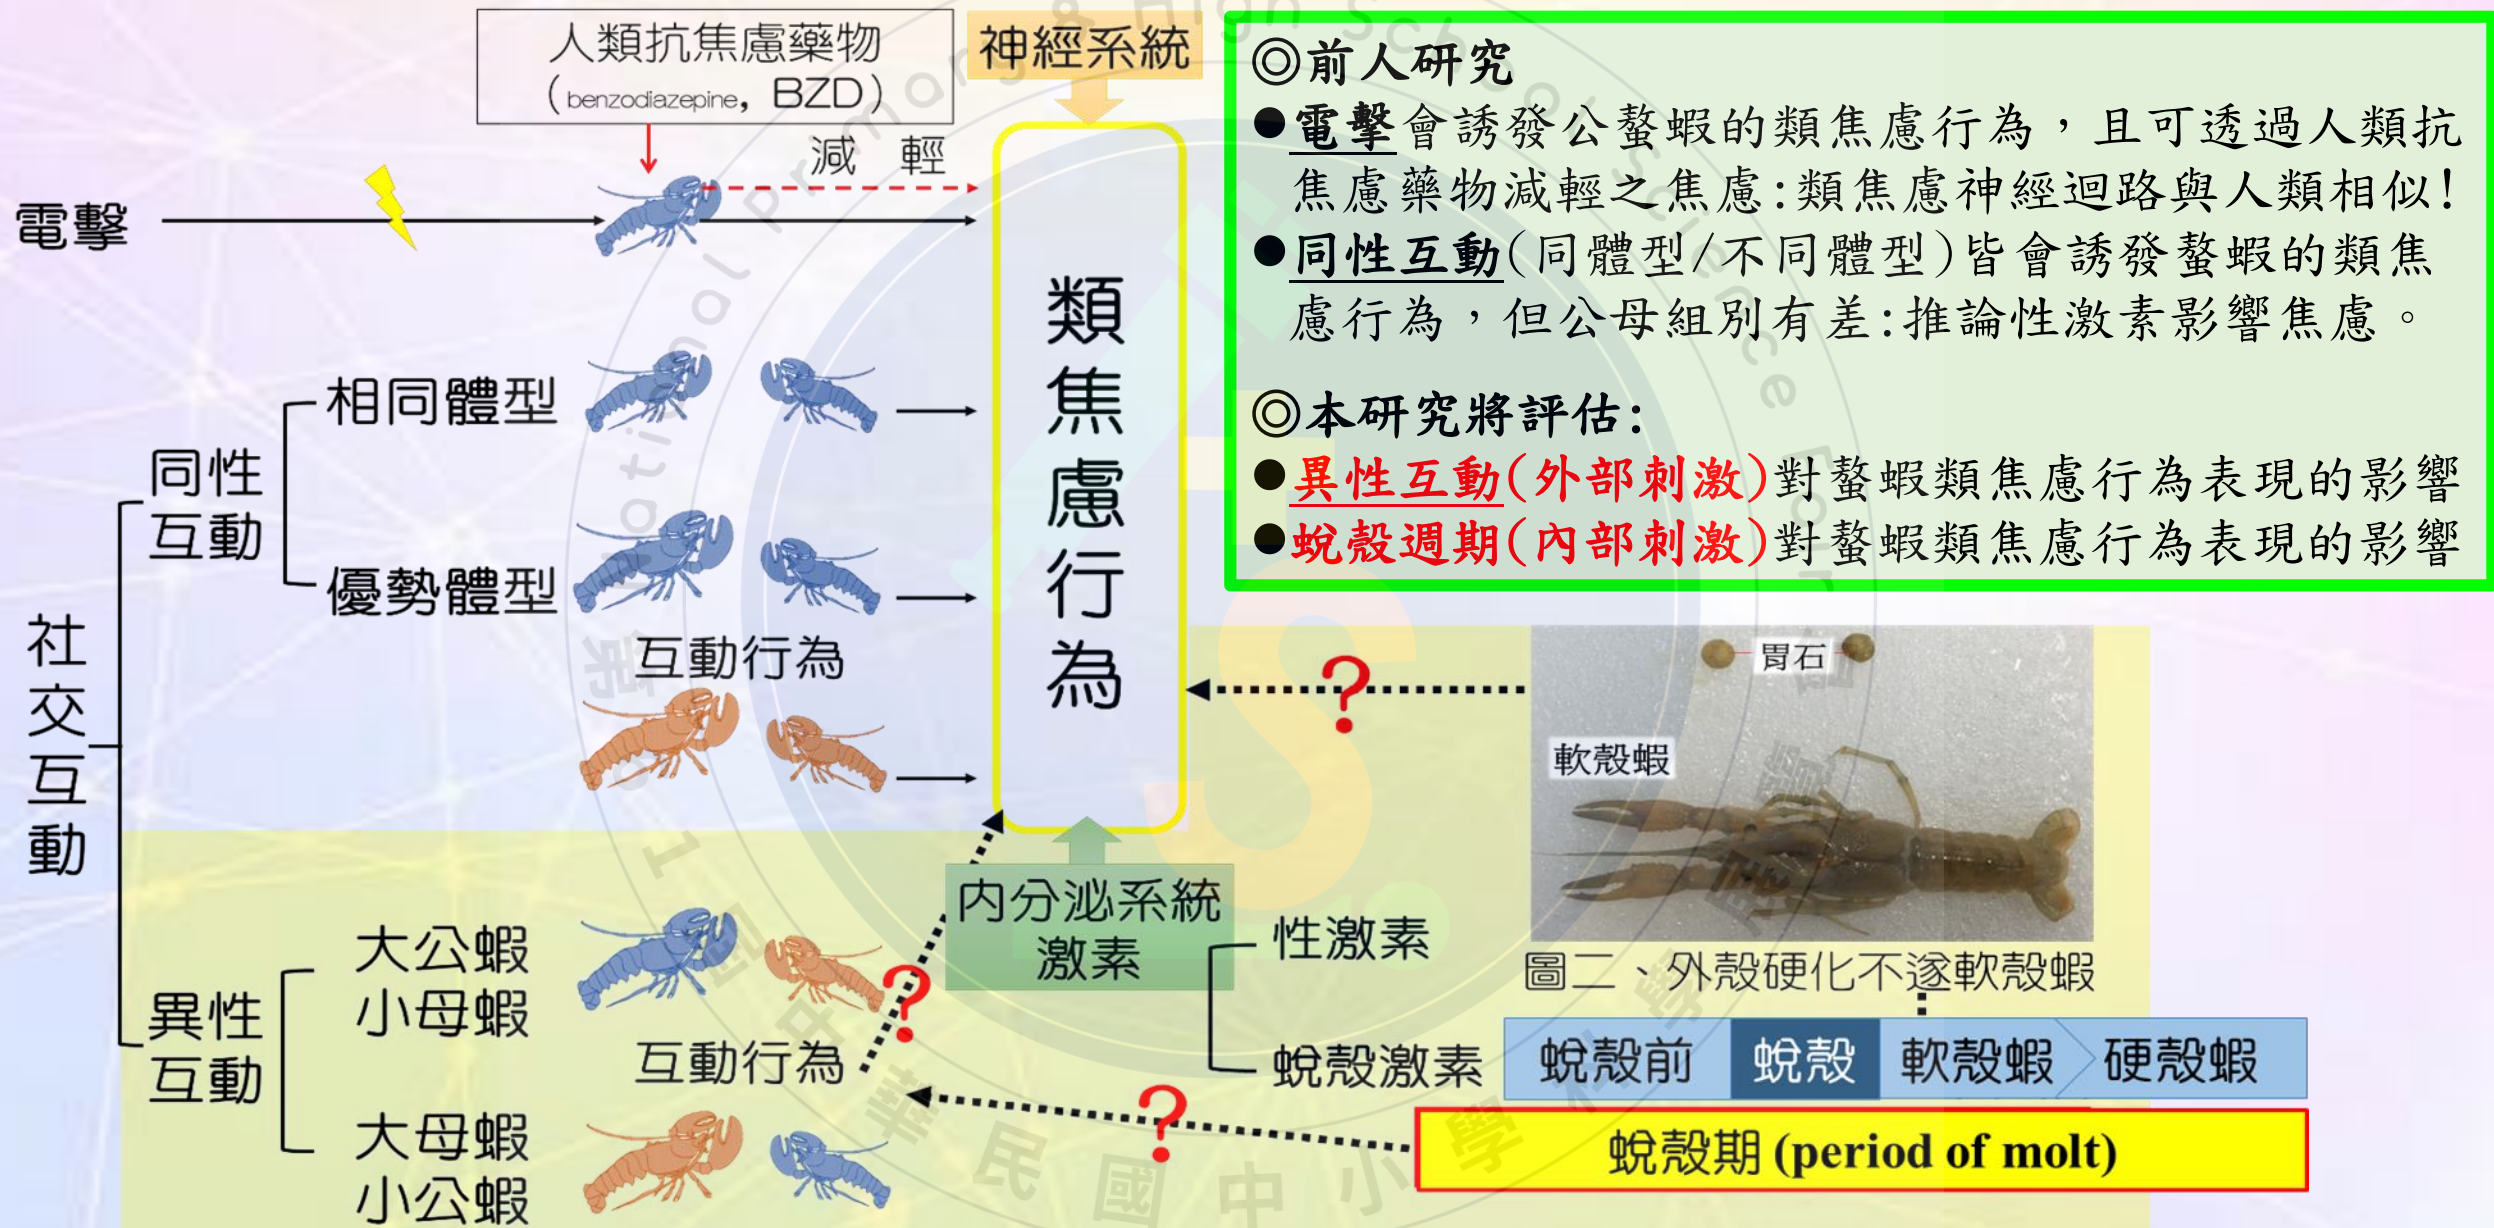 人類抗焦慮藥物
(benzodiazepine, BZD)
神經系統
減 輕
電擊
◎前人研究
●電擊會誘發公螯蝦的類焦慮行為，且可透過人類抗
焦慮藥物減輕之焦慮:類焦慮神經迴路與人類相似!
●同性互動(同體型/不同體型)皆會誘發螯蝦的類焦
慮行為，但公母組別有差:推論性激素影響焦慮。
◎本研究將評估:
●異性互動(外部刺激)對螯蝦類焦慮行為表現的影響
●蛻殼週期(內部刺激)對螯蝦類焦慮行為表現的影響
類焦慮行為
社交互動
同性
互動
相同體型
優勢體型
互動行為
?
胃石
軟殼蝦
圖二、外殼硬化不遂軟殼蝦
內分泌系統
激素
性激素
蛻殼激素
異性
互動
大公蝦
小母蝦
互動行為
?
大母蝦
小公蝦
?
蛻殼前
蛻殼
軟殼蝦
硬殼蝦
蛻殼期 (period of molt)